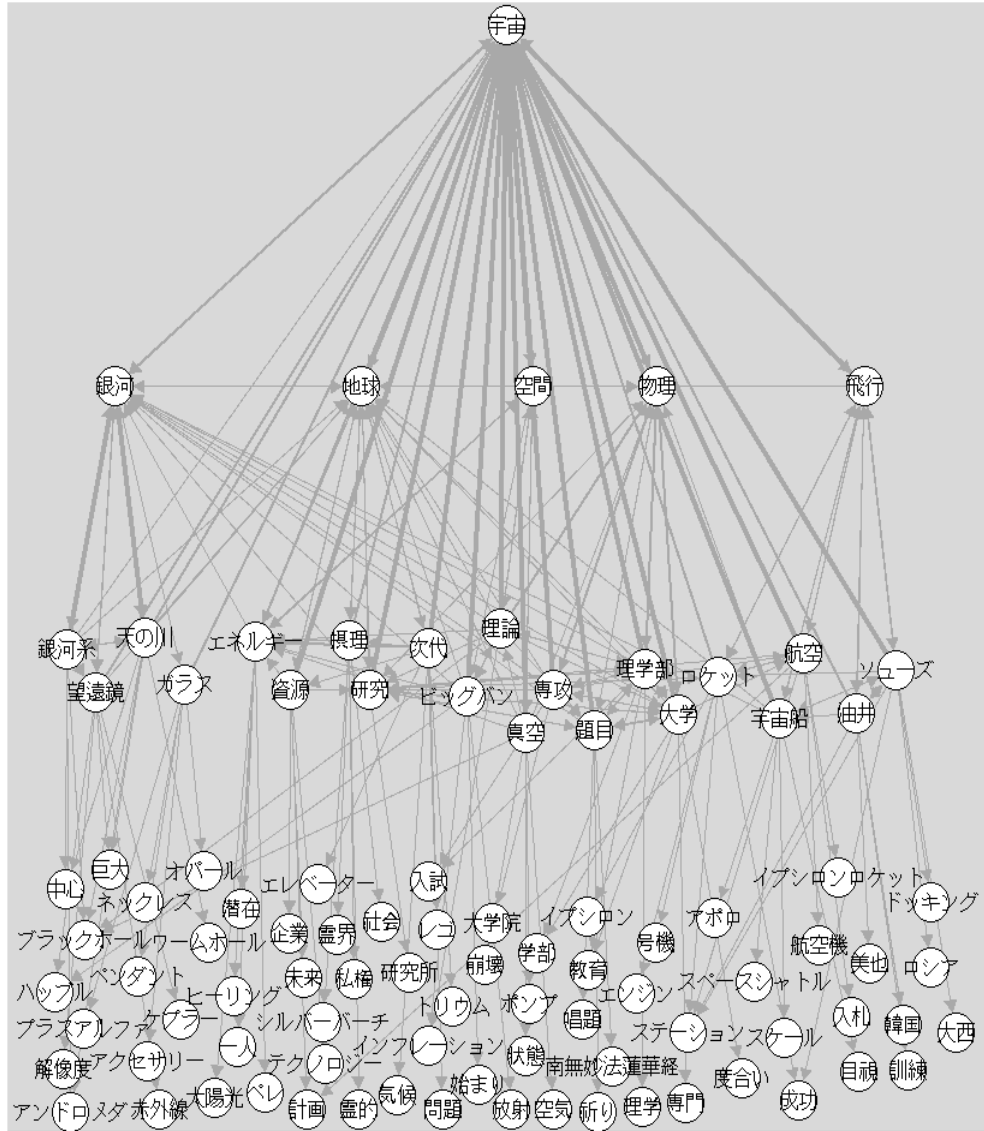 宇宙
銀河
地球
空間
物理
飛行
銀河系
天の川
エネルギー
摂理
次代
理論
理学部
ロケット
航空
ソユーズ
望遠鏡
ガラス
資源
研究
ビッグバン
専攻
大学
宇宙船
油井
真空
題目
中心
巨大
オパール
エレベーター
入試
イプシロンロケット
ネックレス
潜在
ドッキング
ブラックホール
ワームホール
企業
霊界
社会
レユ
大学院
イプシロン
アポロ
号機
航空機
学部
ハッブル
ペンダント
ヒーリング
未来
私権
研究所
崩壊
教育
スペースシャトル
美也
ロシア
プラスアルファ
ケプラー
シルバーバーチ
トリウム
ポンプ
唱題
エンジン
ステーション
スケール
入札
韓国
大西
解像度
アクセサリー
一人
テクノロジー
インフレーション
状態
南無妙法蓮華経
度合い
目視
訓練
アンドロメダ
赤外線
太陽光
ペレ
計画
霊的
気候
問題
始まり
放射
空気
祈り
理学
専門
成功